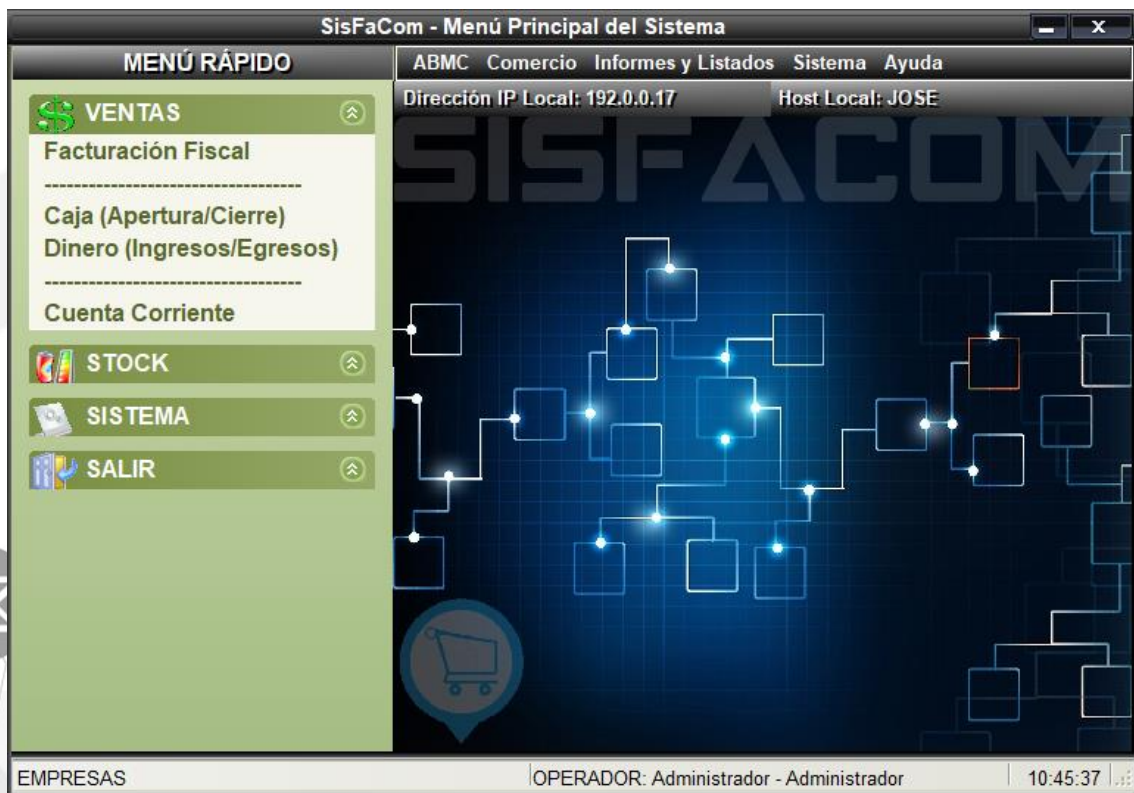 SisFaCom - Menú Principal del Sistema
MENÚ RÁPIDO
ABMC Comercio Informes y Listados Sistema Ayuda
Dirección IP Local: 192.0.0.17 Host Local: JOSE
SISFACOM
VENTAS
Facturación Fiscal
-----------------------------------
Caja (Apertura/Cierre)
Dinero (Ingresos/Egresos)
-----------------------------------
Cuenta Corriente
STOCK
SISTEMA
SALIR
EMPRESAS OPERADOR: Administrador - Administrador 10:45:37